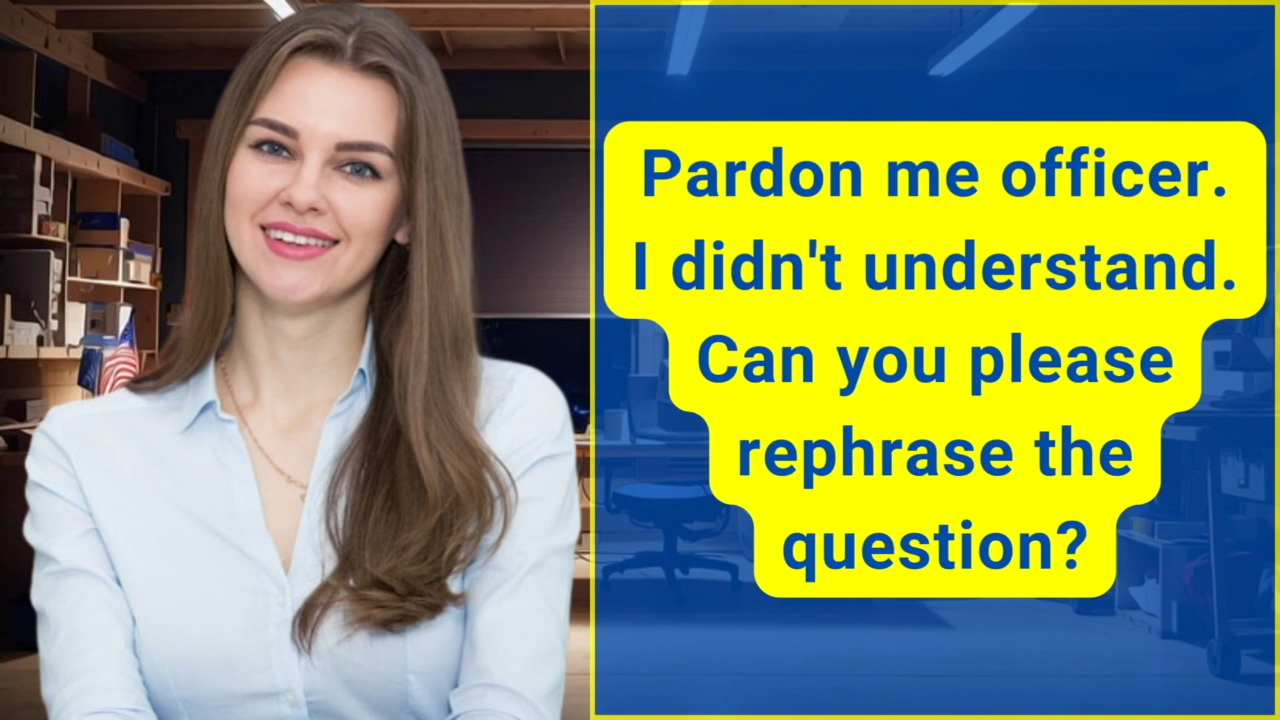 Pardon me officer.
I didn't understand.
Can you please
rephrase the
question?